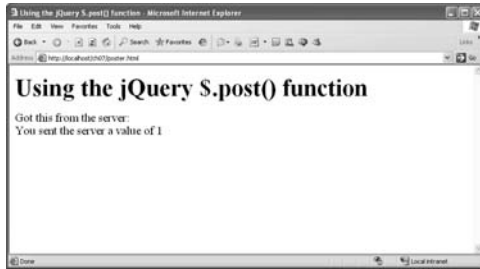 Using the jQuery $.post() function - Microsoft Internet Explorer
File Edit View Favorites Tools Help
Back Search Favorites Links
Address http://localhost/ch07/poster.html Go
Using the jQuery $.post() function
Got this from the server:
You sent the server a value of 1
Done Local intranet